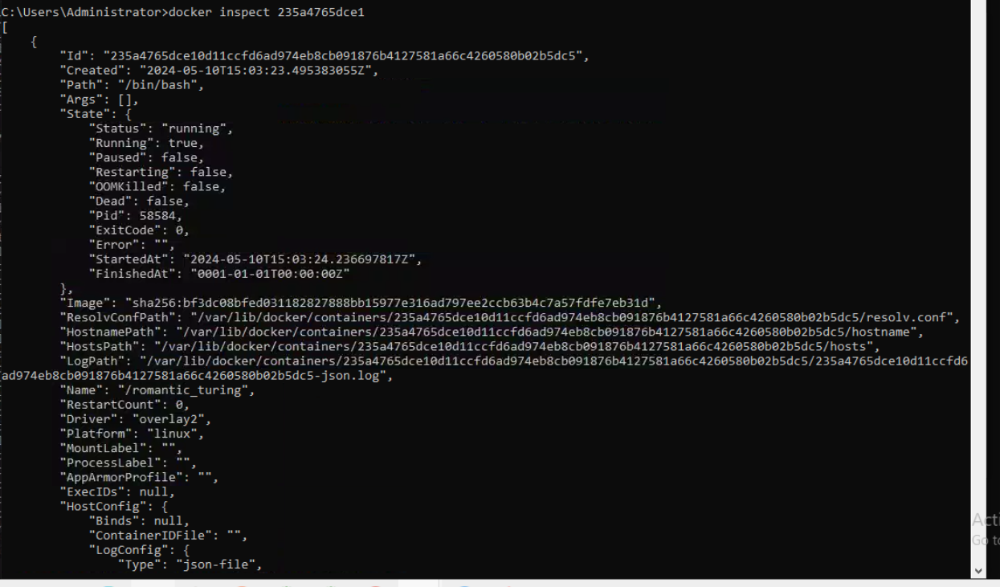 C:\Users\Administrator>docker inspect 235a4765dce1
[
    {
        "Id": "235a4765dce10d11ccfd6ad974eb8cb091876b4127581a66c4260580b02b5dc5",
        "Created": "2024-05-10T15:03:23.495383055Z",
        "Path": "/bin/bash",
        "Args": [],
        "State": {
            "Status": "running",
            "Running": true,
            "Paused": false,
            "Restarting": false,
            "OOMKilled": false,
            "Dead": false,
            "Pid": 58584,
            "ExitCode": 0,
            "Error": "",
            "StartedAt": "2024-05-10T15:03:24.236697817Z",
            "FinishedAt": "0001-01-01T00:00:00Z"
        },
        "Image": "sha256:bf3dc08bfed031182827888bb15977e316ad797ee2ccb63b4c7a57fdfe7eb31d",
        "ResolvConfPath": "/var/lib/docker/containers/235a4765dce10d11ccfd6ad974eb8cb091876b4127581a66c4260580b02b5dc5/resolv.conf",
        "HostnamePath": "/var/lib/docker/containers/235a4765dce10d11ccfd6ad974eb8cb091876b4127581a66c4260580b02b5dc5/hostname",
        "HostsPath": "/var/lib/docker/containers/235a4765dce10d11ccfd6ad974eb8cb091876b4127581a66c4260580b02b5dc5/hosts",
        "LogPath": "/var/lib/docker/containers/235a4765dce10d11ccfd6ad974eb8cb091876b4127581a66c4260580b02b5dc5/235a4765dce10d11ccfd6
ad974eb8cb091876b4127581a66c4260580b02b5dc5-json.log",
        "Name": "/romantic_turing",
        "RestartCount": 0,
        "Driver": "overlay2",
        "Platform": "linux",
        "MountLabel": "",
        "ProcessLabel": "",
        "AppArmorProfile": "",
        "ExecIDs": null,
        "HostConfig": {
            "Binds": null,
            "ContainerIDFile": "",
            "LogConfig": {
                "Type": "json-file",
Acti
Go to